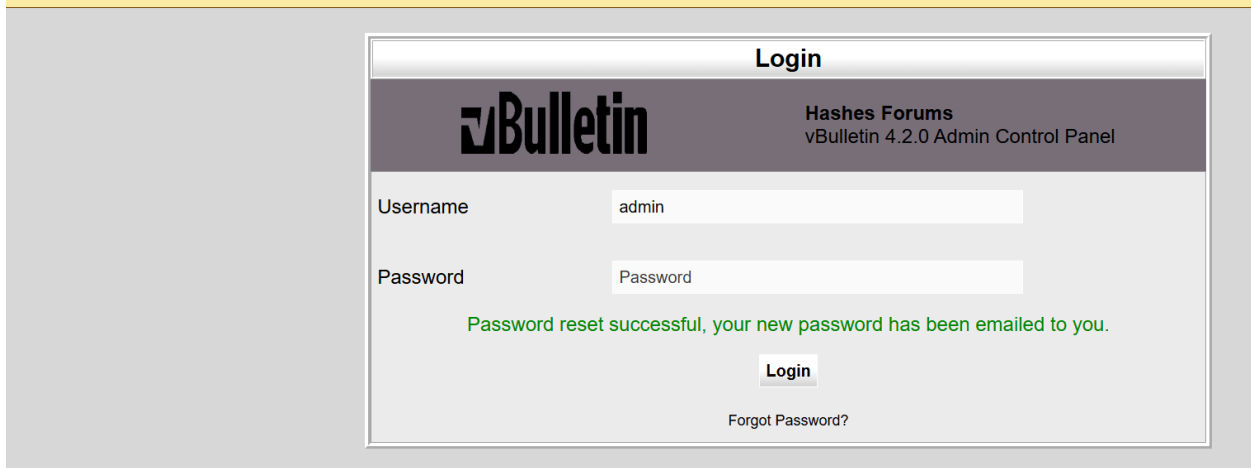 Login
vBulletin
Hashes Forums
vBulletin 4.2.0 Admin Control Panel
Username
admin
Password
Password
Password reset successful, your new password has been emailed to you.
Login
Forgot Password?